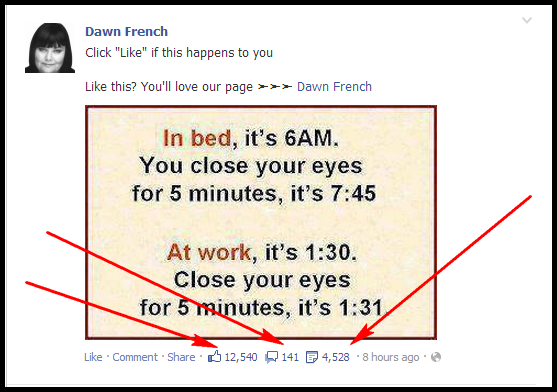 Dawn French
Click "Like" if this happens to you
Like this? You'll love our page ➤➤➤ Dawn French
In bed, it's 6AM.
You close your eyes
for 5 minutes, it's 7:45
At work, it's 1:30.
Close your eyes
for 5 minutes, it's 1:31.
Like · Comment · Share · 12,540 141 4,528 · 8 hours ago ·